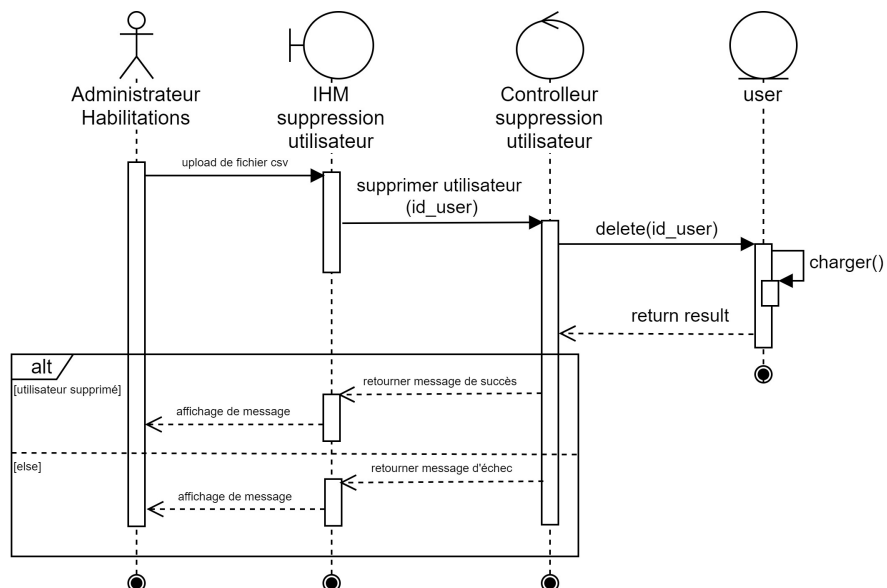 Administrateur
Habilitations
IHM
suppression
utilisateur
Controlleur
suppression
utilisateur
user
upload de fichier csv
supprimer utilisateur
(id_user)
delete(id_user)
charger()
return result
alt
[utilisateur supprimé]
retourner message de succès
affichage de message
[else]
retourner message d'échec
affichage de message